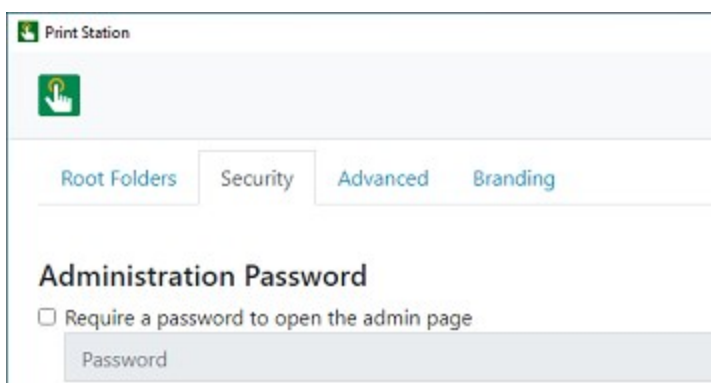 Print Station
Root Folders Security Advanced Branding
Administration Password
Require a password to open the admin page
Password